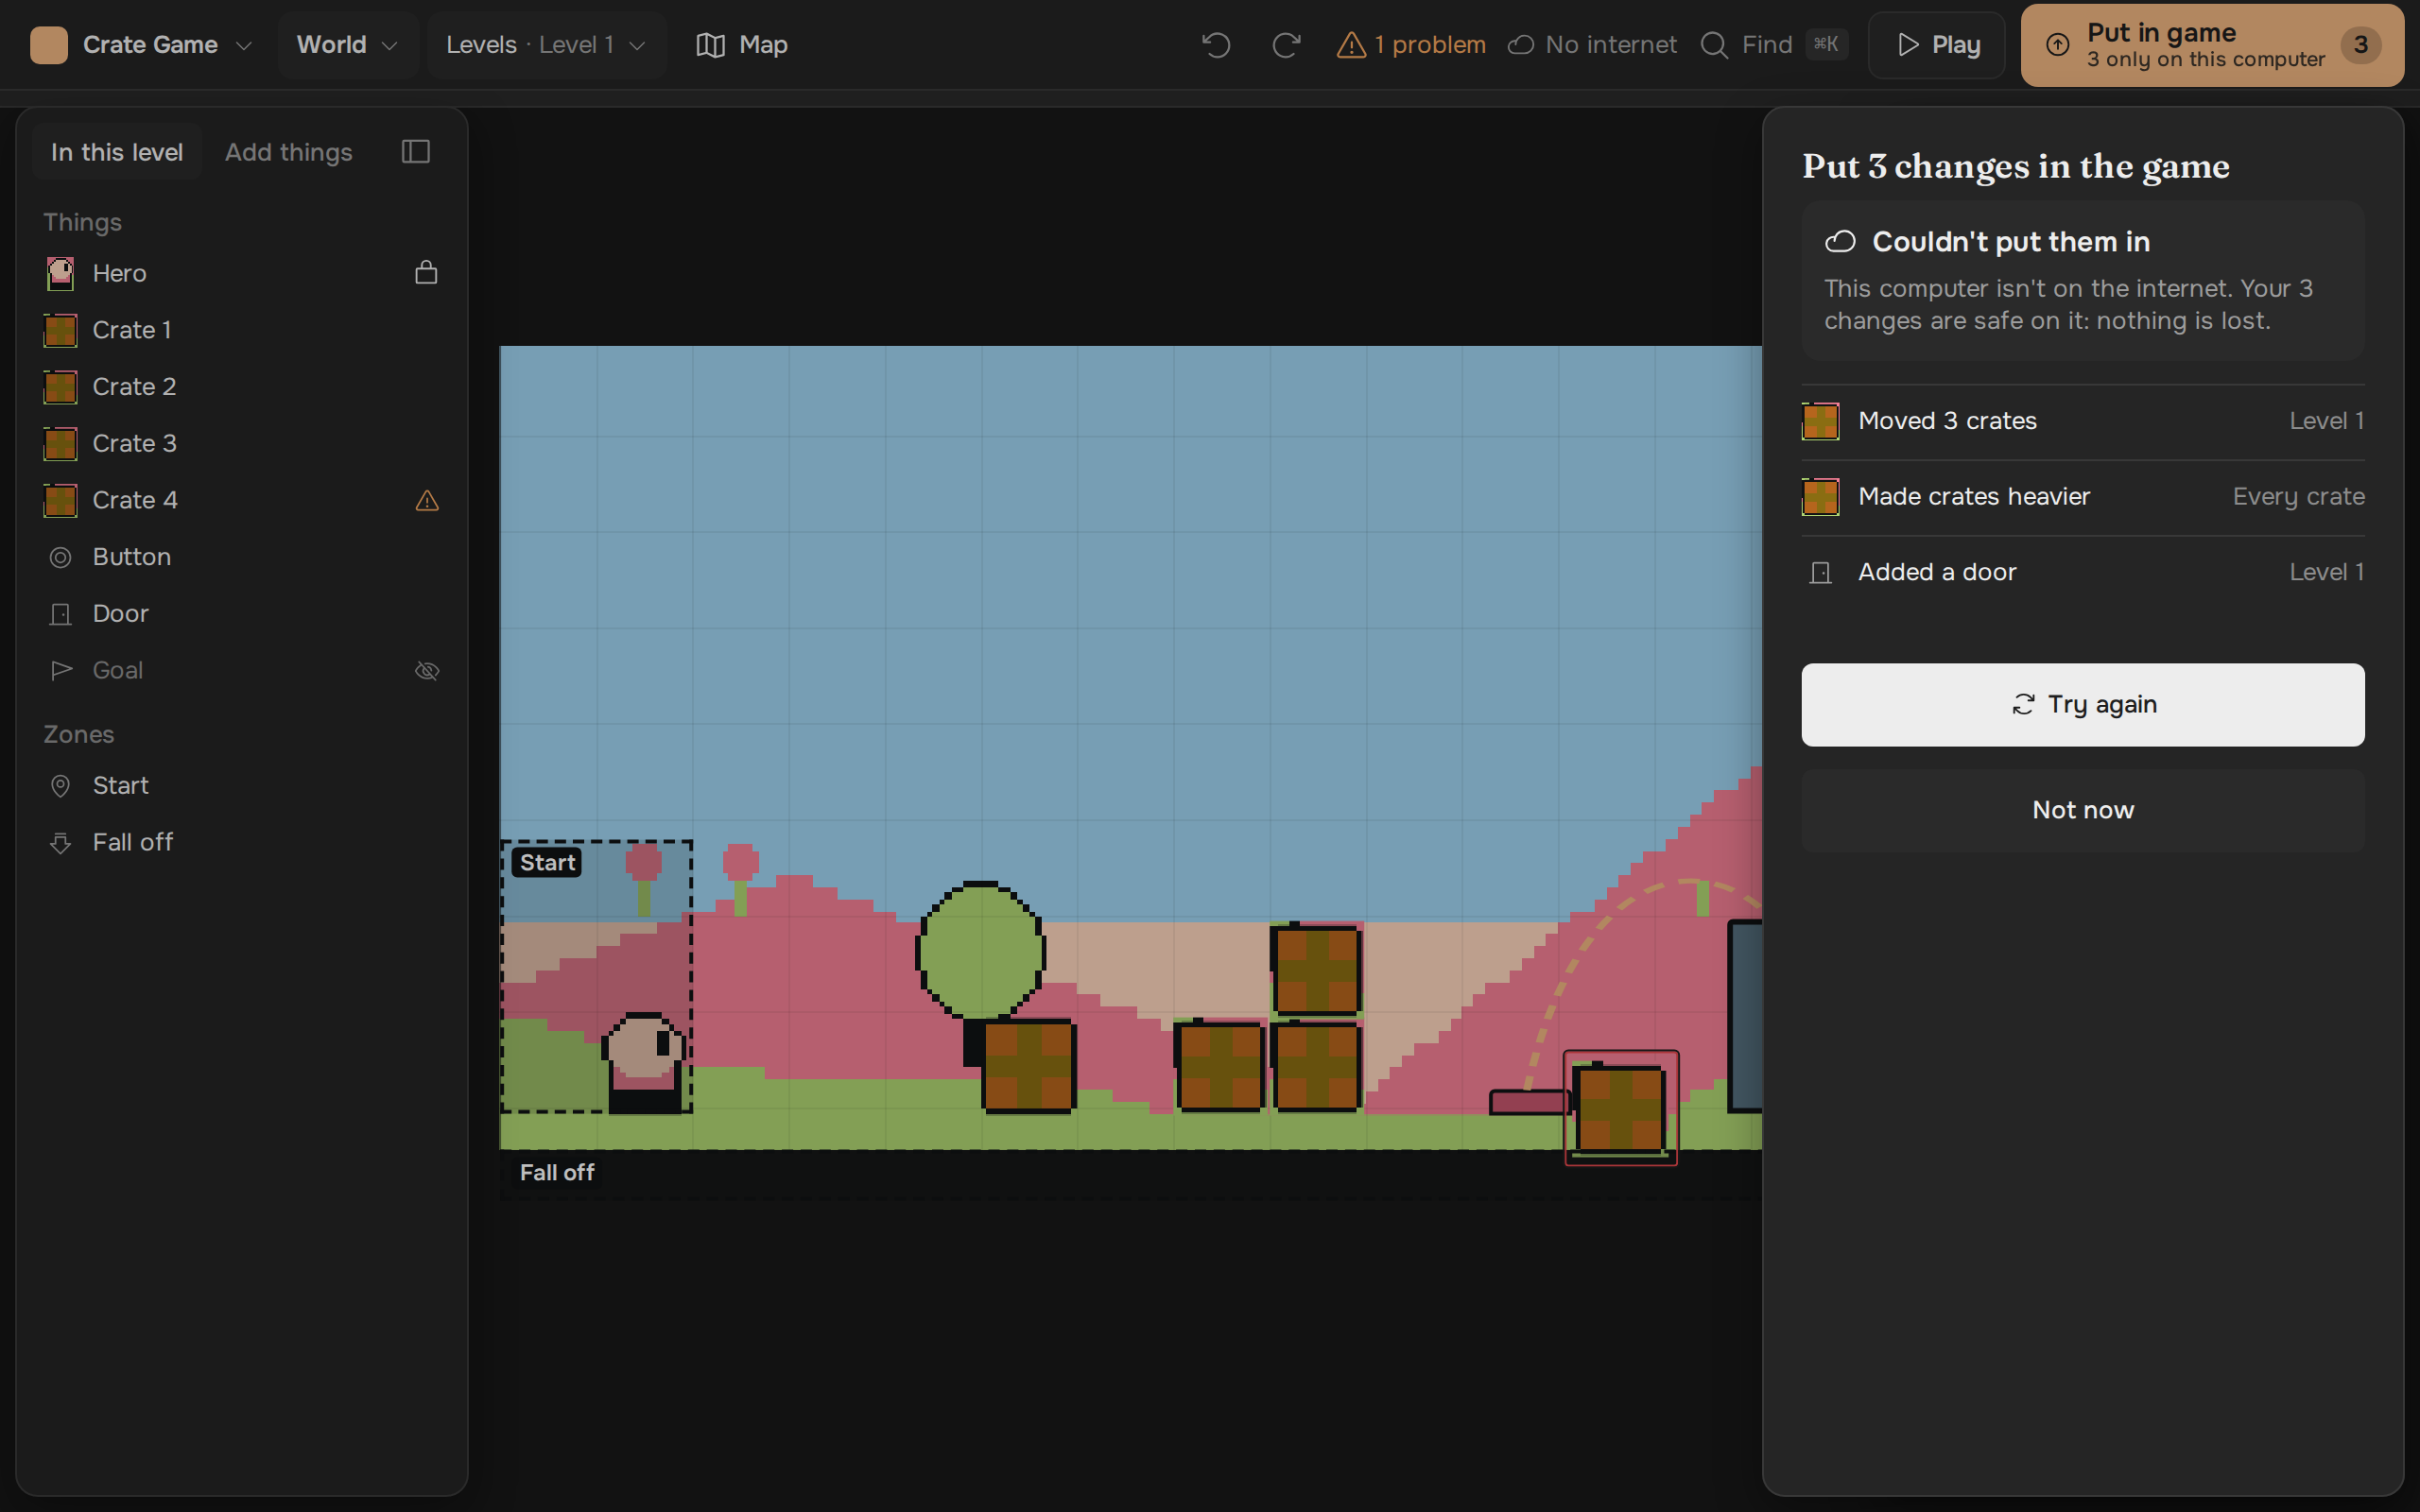 Crate Game
World
Levels · Level 1
Map
1 problem
No internet
Find
⌘K
Play
Put in game
3 only on this computer
3
In this level
Add things
Things
Hero
Crate 1
Crate 2
Crate 3
Crate 4
Button
Door
Goal
Zones
Start
Fall off
Start
Fall off
Put 3 changes in the game
Couldn't put them in
This computer isn't on the internet. Your 3
changes are safe on it: nothing is lost.
Moved 3 crates
Level 1
Made crates heavier
Every crate
Added a door
Level 1
Try again
Not now